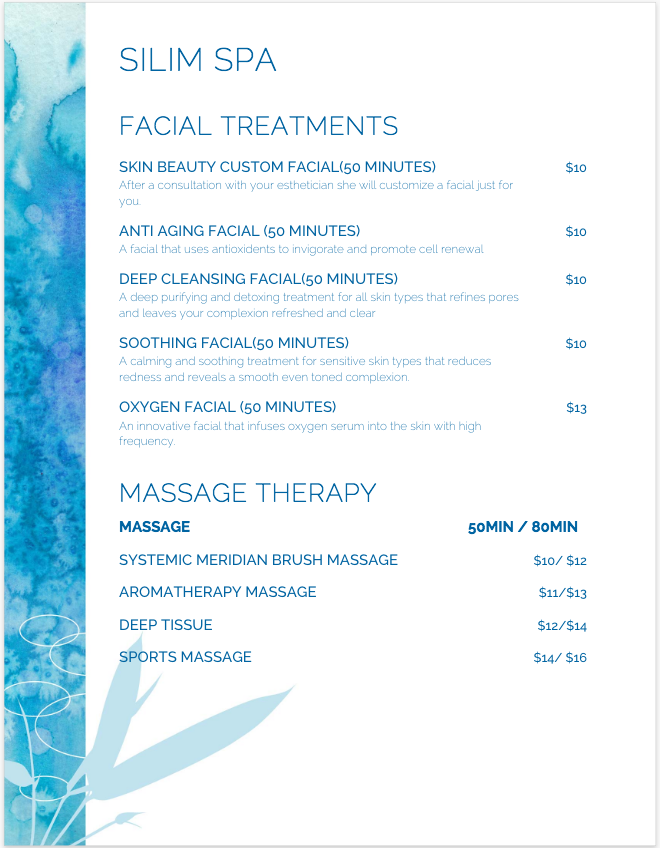 SILIM SPA
FACIAL TREATMENTS
SKIN BEAUTY CUSTOM FACIAL(50 MINUTES) $10
After a consultation with your esthetician she will customize a facial just for
you.
ANTI AGING FACIAL (50 MINUTES) $10
A facial that uses antioxidents to invigorate and promote cell renewal
DEEP CLEANSING FACIAL(50 MINUTES) $10
A deep purifying and detoxing treatment for all skin types that refines pores
and leaves your complexion refreshed and clear
SOOTHING FACIAL(50 MINUTES) $10
A calming and soothing treatment for sensitive skin types that reduces
redness and reveals a smooth even toned complexion.
OXYGEN FACIAL (50 MINUTES) $13
An innovative facial that infuses oxygen serum into the skin with high
frequency.
MASSAGE THERAPY
MASSAGE 50MIN / 80MIN
SYSTEMIC MERIDIAN BRUSH MASSAGE $10/ $12
AROMATHERAPY MASSAGE $11/$13
DEEP TISSUE $12/$14
SPORTS MASSAGE $14/ $16